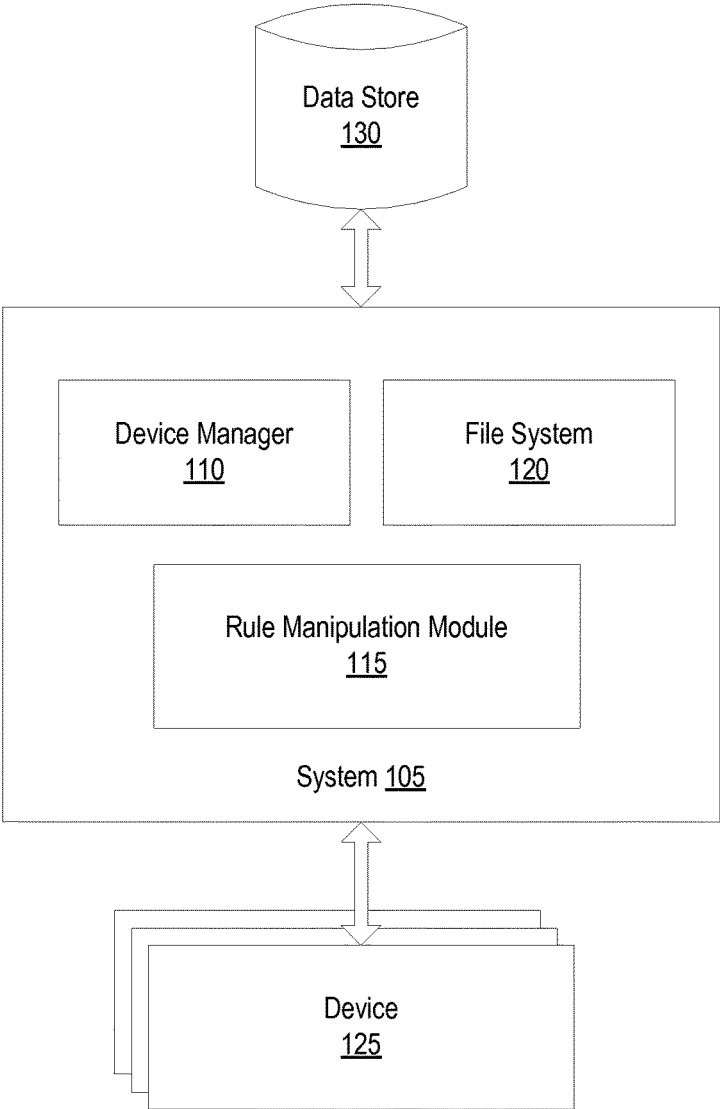 Data Store
130
Device Manager
110
File System
120
Rule Manipulation Module
115
System 105
Device
125